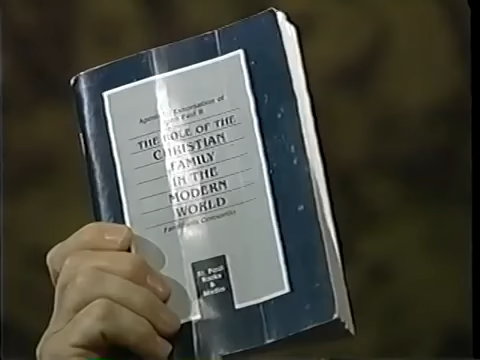 Apostolic Exhortation of
John Paul II
THE ROLE OF THE
CHRISTIAN
FAMILY
IN THE
MODERN
WORLD
Familiaris Consortio
St. Paul
Books
&
Media